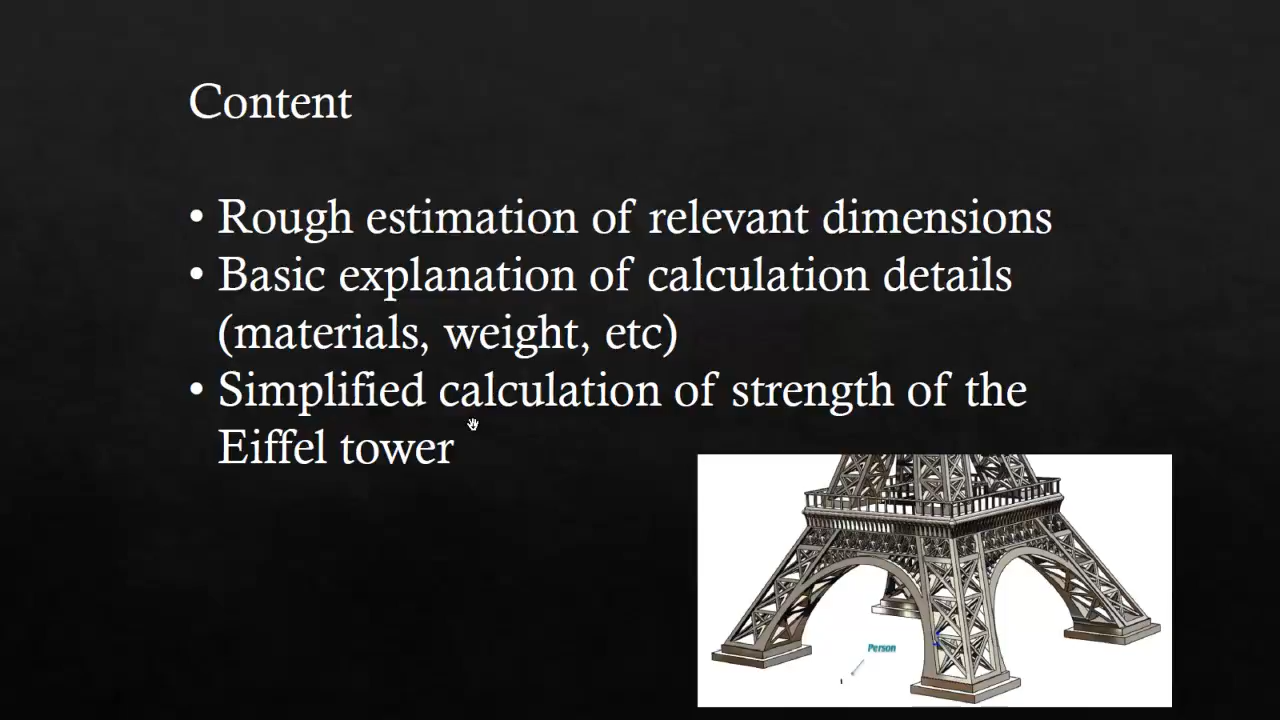 Content
• Rough estimation of relevant dimensions
• Basic explanation of calculation details
(materials, weight, etc)
• Simplified calculation of strength of the
Eiffel tower
Person